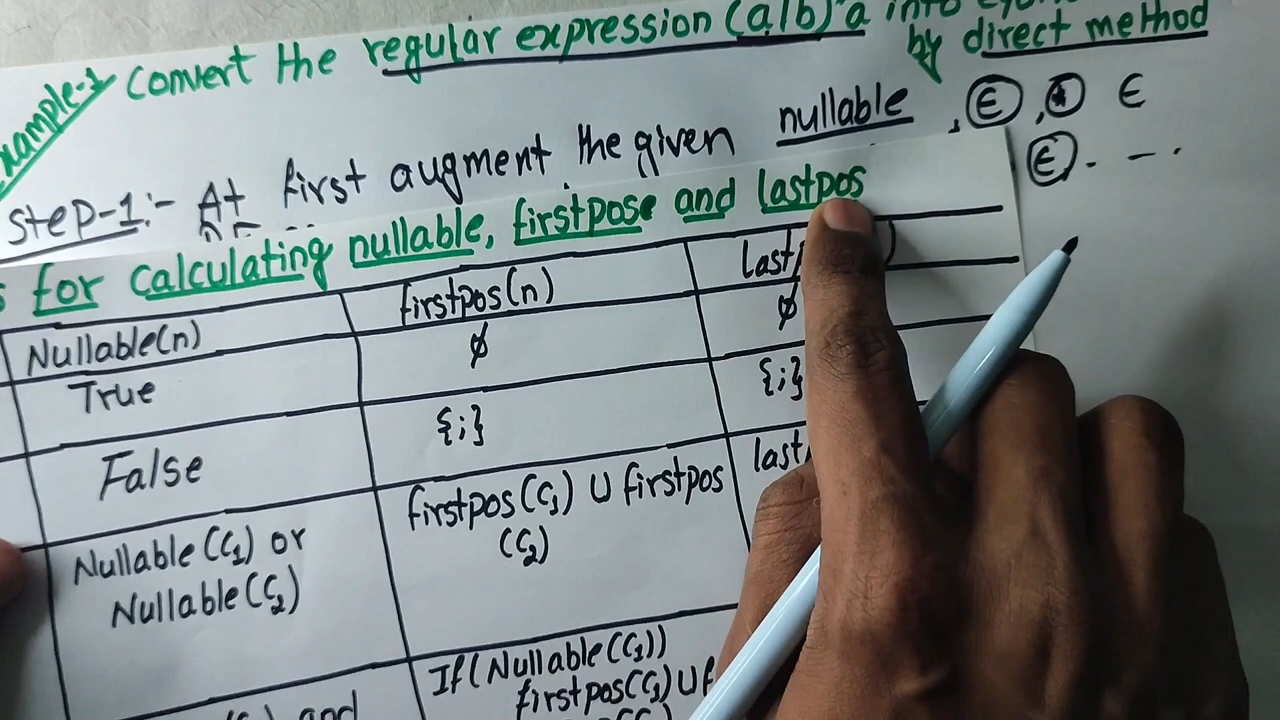 Example-1 Convert the regular expression (a/b)*a into
by direct method
Step-1:- At first augment the given nullable , ϵ , * ϵ
ϵ . - - .
for calculating nullable, firstpose and lastpos
Nullable(n) firstpos(n)
True ϕ ϕ
False {i} {i}
Nullable(C1) or firstpos(C1) U firstpos
Nullable(C2) (C2)
If(Nullable(C1))
and firstpos(C1) U